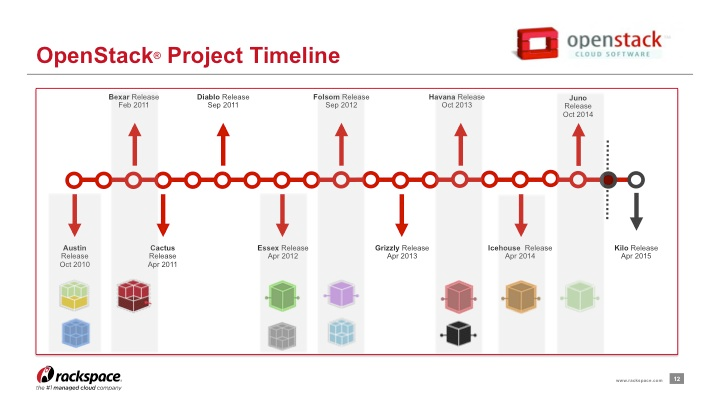 OpenStack® Project Timeline
openstack™
CLOUD SOFTWARE
Bexar Release
Feb 2011
Diablo Release
Sep 2011
Folsom Release
Sep 2012
Havana Release
Oct 2013
Juno
Release
Oct 2014
Austin
Release
Oct 2010
Cactus
Release
Apr 2011
Essex Release
Apr 2012
Grizzly Release
Apr 2013
Icehouse Release
Apr 2014
Kilo Release
Apr 2015
rackspace.
the #1 managed cloud company
www.rackspace.com
12